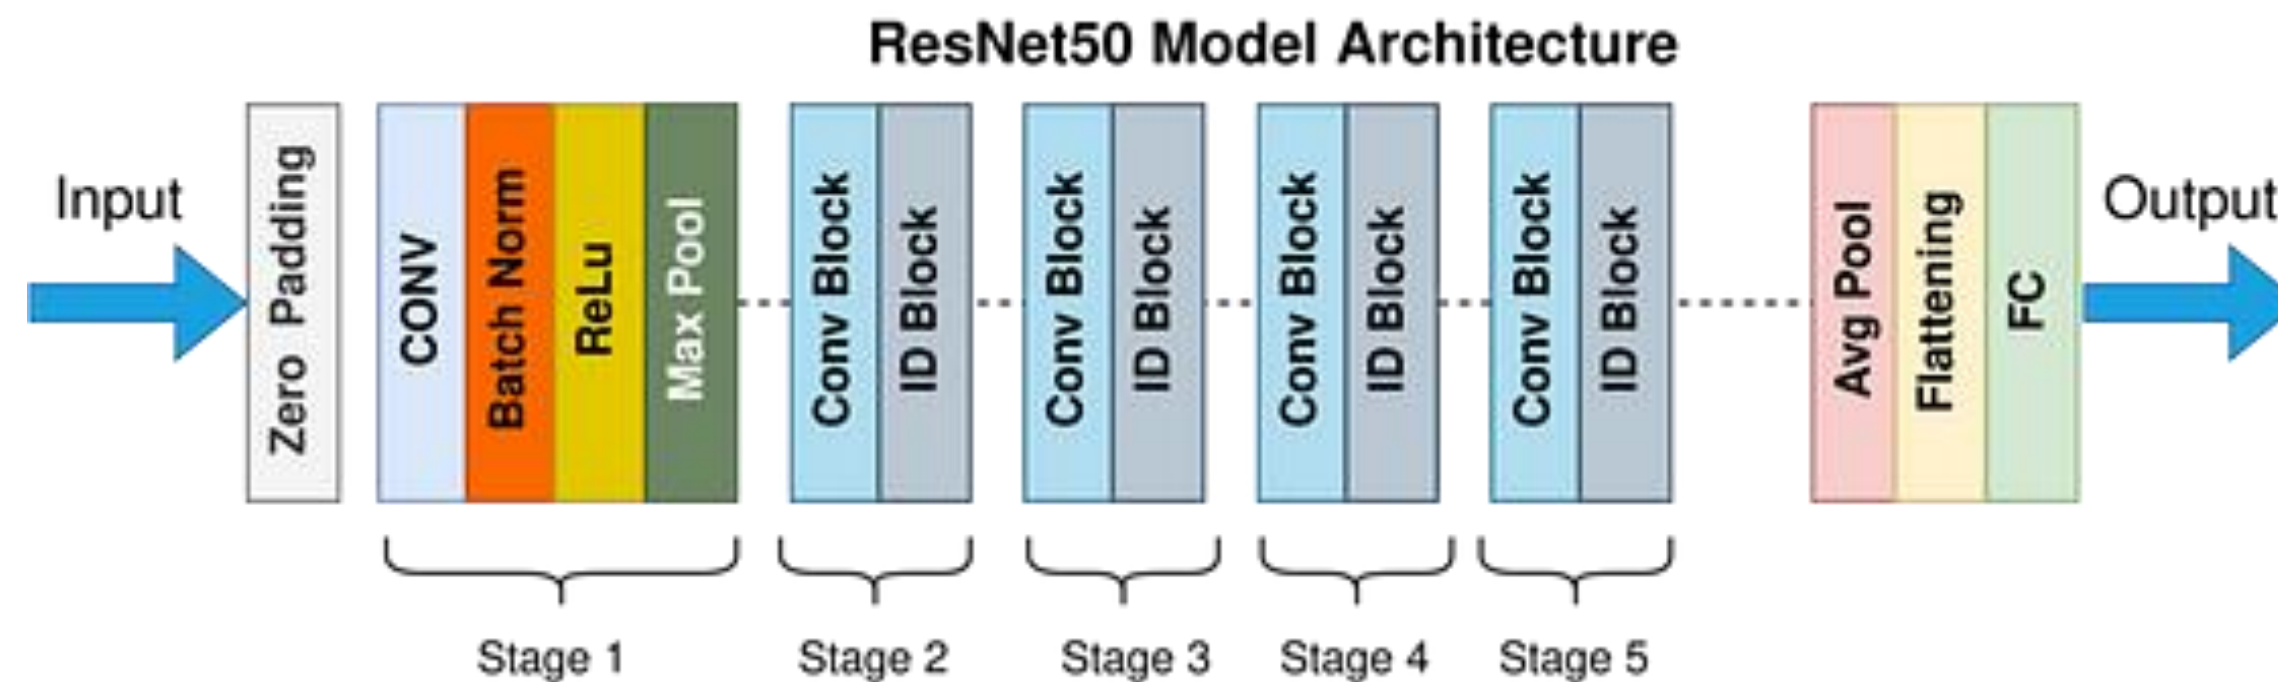 ResNet50 Model Architecture
Input
Zero Padding
CONV
Batch Norm
ReLu
Max Pool
Conv Block
ID Block
Conv Block
ID Block
Conv Block
ID Block
Conv Block
ID Block
Avg Pool
Flattening
FC
Output
Stage 1
Stage 2
Stage 3
Stage 4
Stage 5